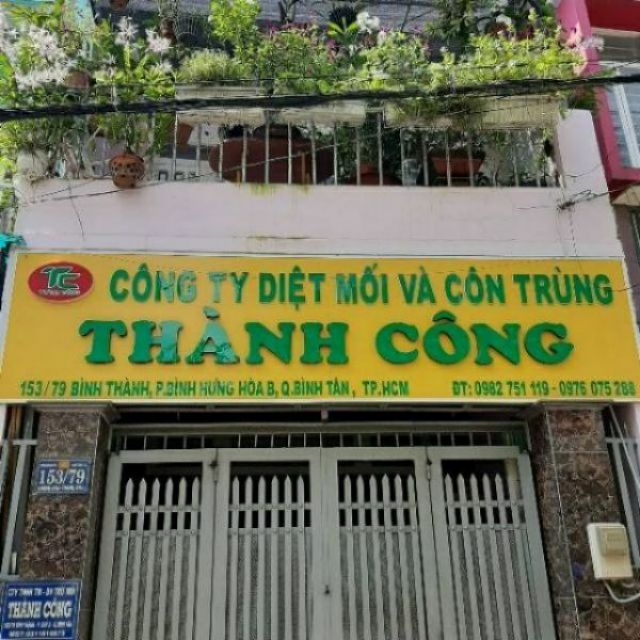 TC
CÔNG TY DIỆT MỐI VÀ CÔN TRÙNG
THÀNH CÔNG
153/79 BÌNH THÀNH, P.BÌNH HƯNG HÒA B, Q.BÌNH TÂN, TP.HCM
ĐT: 0982 751 119 - 0976 075 288
153/79
THÀNH CÔNG